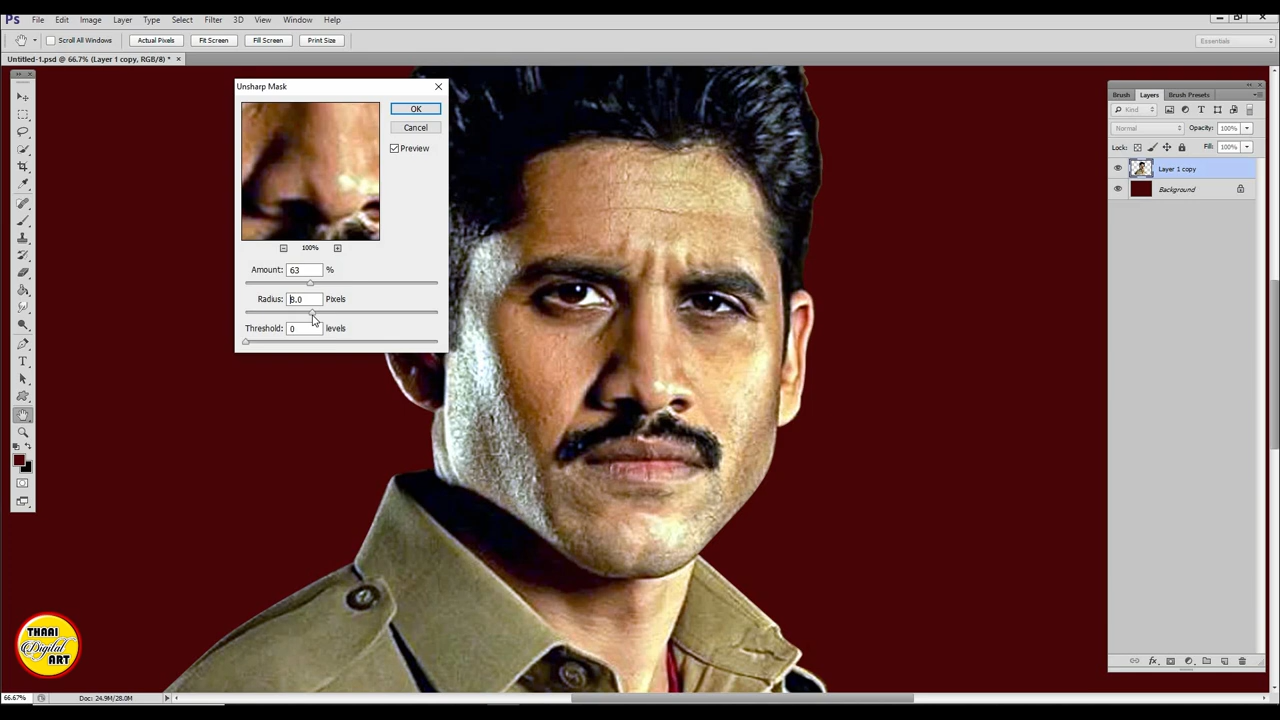 Ps File Edit Image Layer Type Select Filter 3D View Window Help
Scroll All Windows Actual Pixels Fit Screen Fill Screen Print Size Essentials
Untitled-1.psd @ 66.7% (Layer 1 copy, RGB/8) * ×
Unsharp Mask
OK
Cancel
Preview
100%
Amount: 63 %
Radius: 8.0 Pixels
Threshold: 0 levels
Brush Layers Brush Presets
Kind
Normal Opacity: 100%
Lock: Fill: 100%
Layer 1 copy
Background
fx
THAAI
Digital
ART
66.67% Doc: 24.9M/28.0M